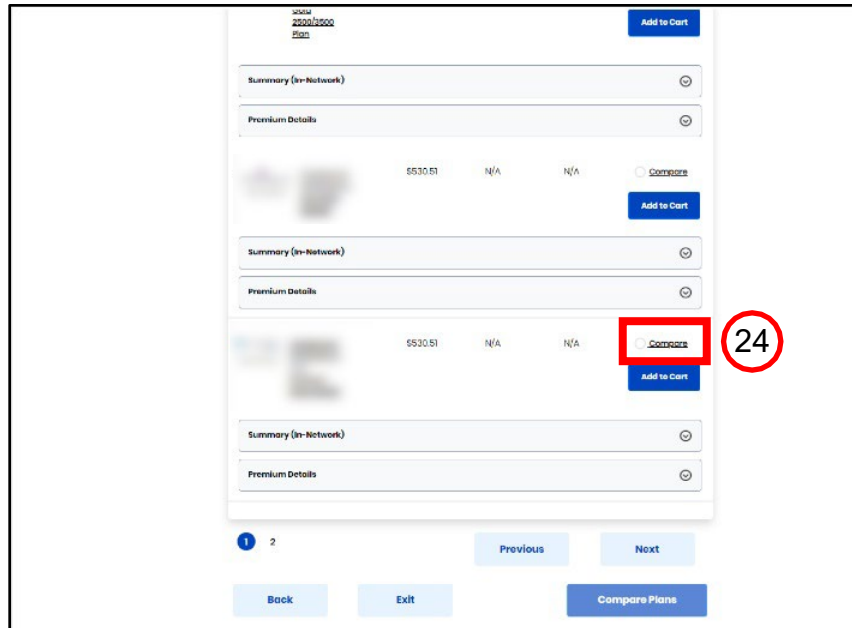 2500/3500
Plan
Add to Cart
Summary (In-Network)
Premium Details
$530.51 N/A N/A Compare
Add to Cart
Summary (In-Network)
Premium Details
$530.51 N/A N/A Compare 24
Add to Cart
Summary (In-Network)
Premium Details
1 2 Previous Next
Back Exit Compare Plans